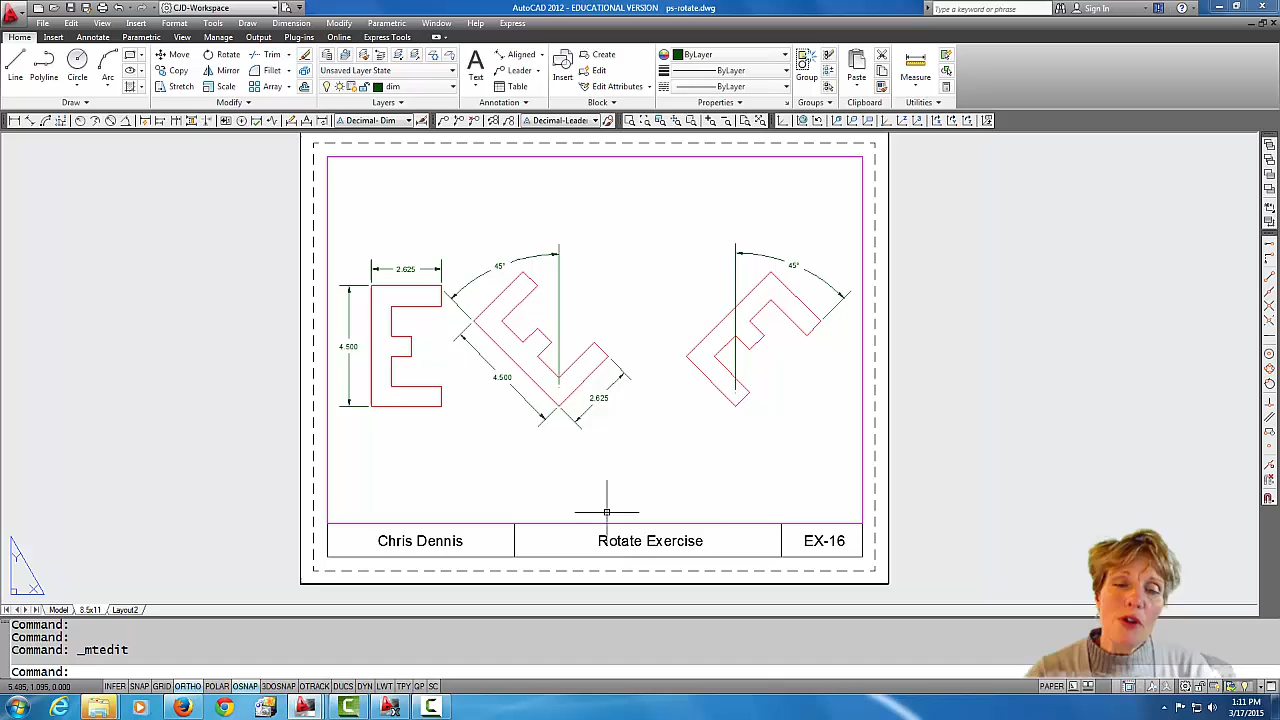 AutoCAD 2012 - EDUCATIONAL VERSION ps-rotate.dwg
CJD-Workspace
Type a keyword or phrase
Sign In
File Edit View Insert Format Tools Draw Dimension Modify Parametric Window Help Express
Home Insert Annotate Parametric View Manage Output Plug-ins Online Express Tools
Move Rotate Trim
Copy Mirror Fillet
Stretch Scale Array
Line Polyline Circle Arc
Unsaved Layer State
dim
Text
Aligned
Leader
Table
Insert
Create
Edit
Edit Attributes
ByLayer
ByLayer
ByLayer
Group
Paste
Measure
Draw Modify Layers Annotation Block Properties Groups Clipboard Utilities
Decimal- Dim
Decimal-Leader
45°
45°
2.625
4.500
4.500
2.625
Chris Dennis Rotate Exercise EX-16
Y
X
Model 8.5x11 Layout2
Command:
Command:
Command: _mtedit
Command:
5.485, 1.095, 0.000
INFER SNAP GRID ORTHO POLAR OSNAP 3DOSNAP OTRACK DUCS DYN LWT TPY QP SC
PAPER
1:11 PM
3/17/2015